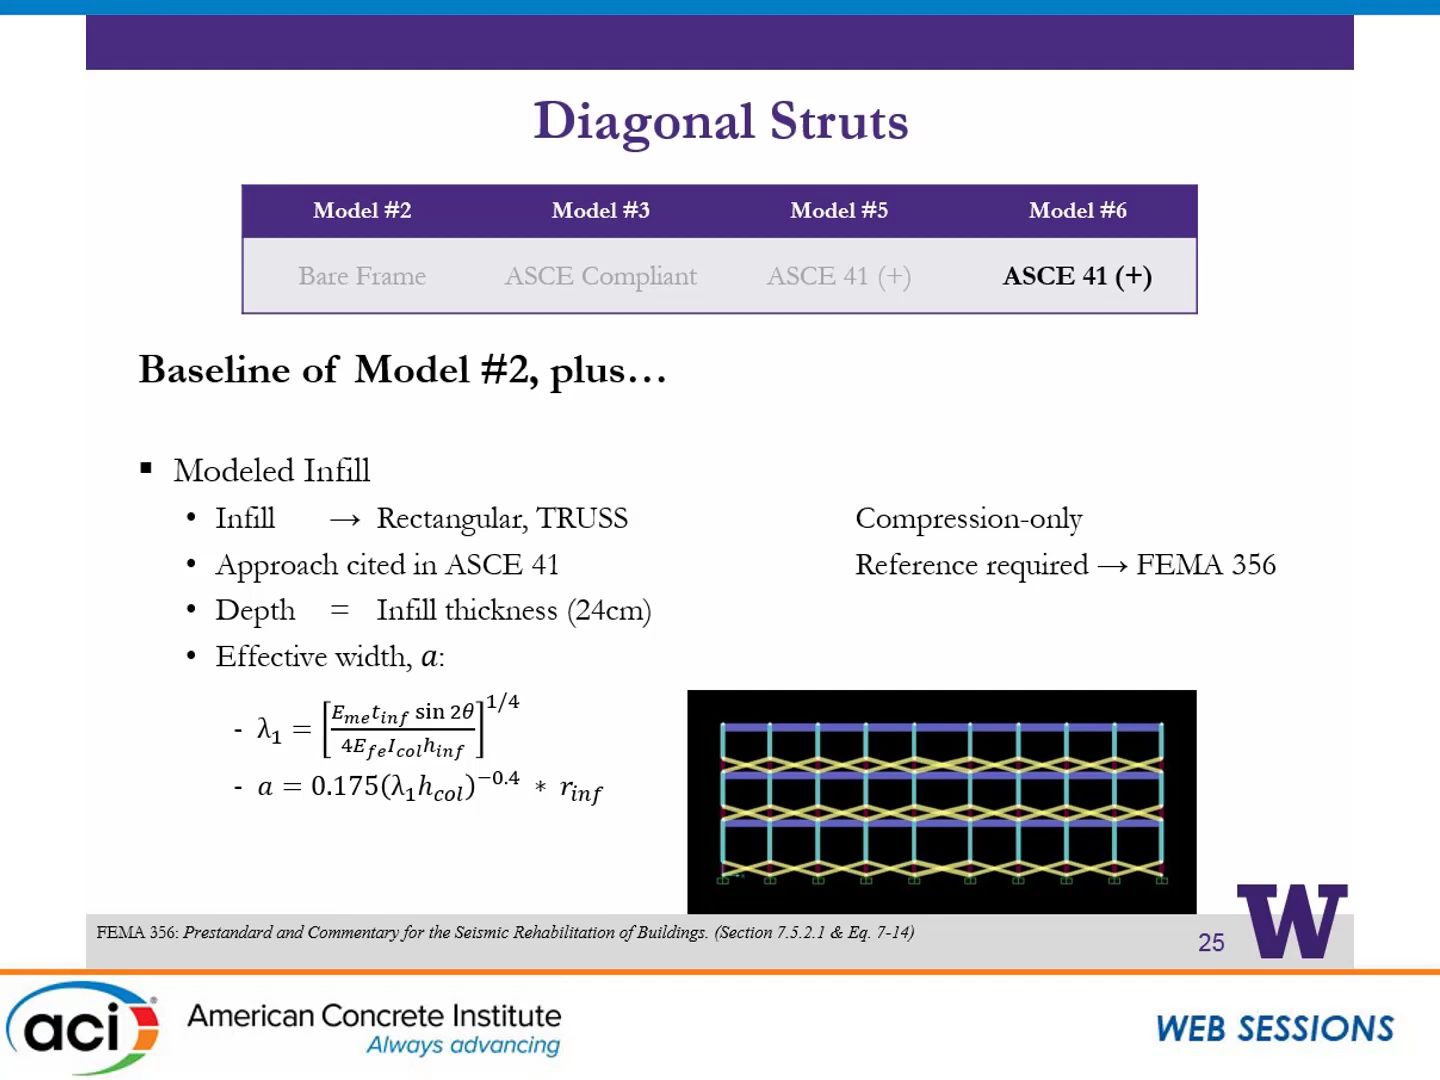 Diagonal Struts
Model #2 Model #3 Model #5 Model #6
Bare Frame ASCE Compliant ASCE 41 (+) ASCE 41 (+)
Baseline of Model #2, plus…
▪ Modeled Infill
• Infill → Rectangular, TRUSS Compression-only
• Approach cited in ASCE 41 Reference required → FEMA 356
• Depth = Infill thickness (24cm)
• Effective width, a:
- λ₁ = [E_me t_inf sin 2θ / 4E_fe I_col h_inf]^1/4
- a = 0.175(λ₁h_col)^−0.4 * r_inf
FEMA 356: Prestandard and Commentary for the Seismic Rehabilitation of Buildings. (Section 7.5.2.1 & Eq. 7-14)
25
W
aci® American Concrete Institute
Always advancing
WEB SESSIONS